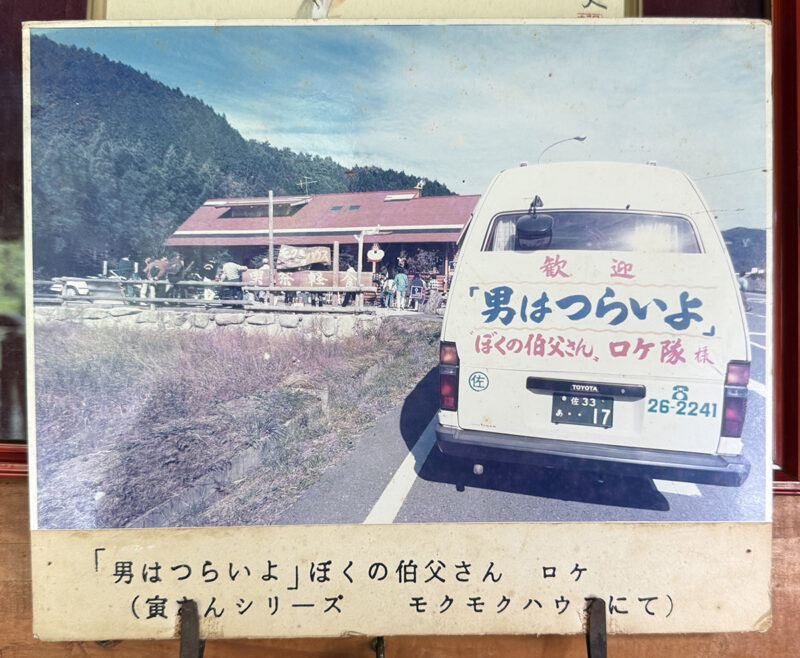 歓迎
「男はつらいよ」
"ぼくの伯父さん" ロケ隊 様
佐
TOYOTA
佐 33
あ ・・17
26-2241
「男はつらいよ」ぼくの伯父さん ロケ
(寅さんシリーズ モクモクハウスにて)